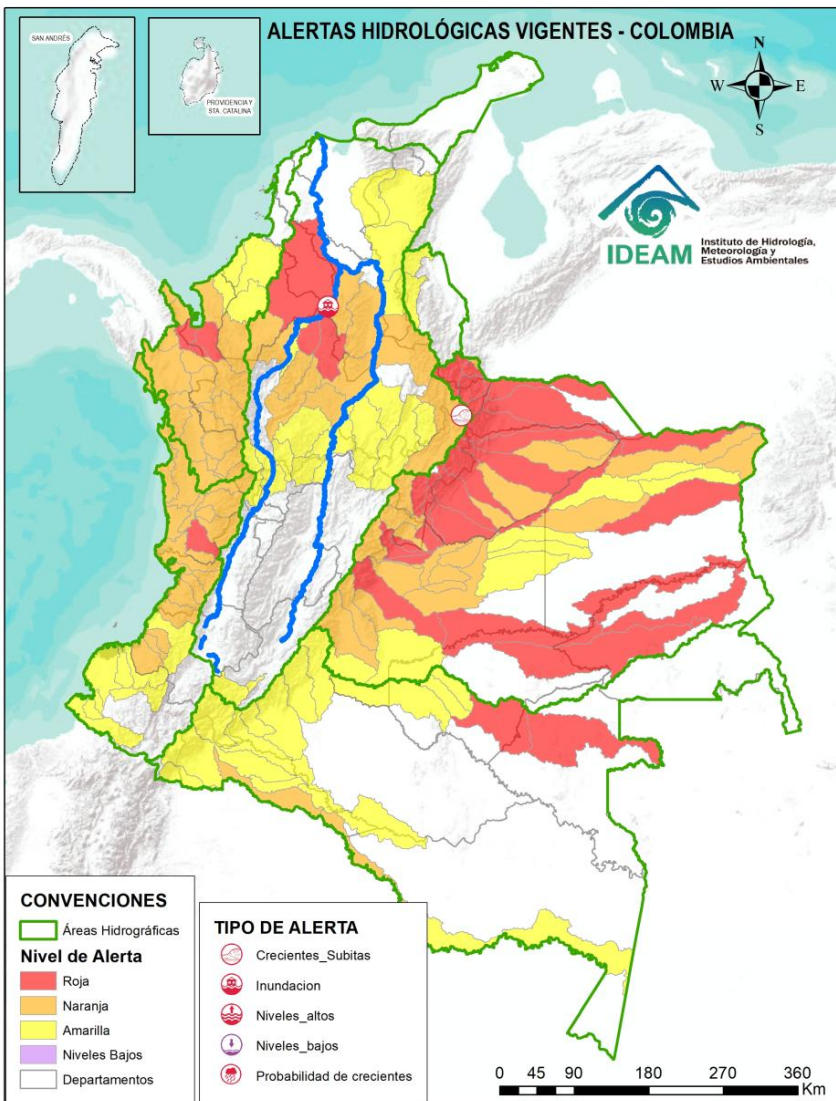 SAN ANDRÉS
PROVIDENCIA Y
STA. CATALINA
ALERTAS HIDROLÓGICAS VIGENTES - COLOMBIA
N
W
E
S
IDEAM
Instituto de Hidrología,
Meteorología y
Estudios Ambientales
CONVENCIONES
Áreas Hidrográficas
Nivel de Alerta
Roja
Naranja
Amarilla
Niveles Bajos
Departamentos
TIPO DE ALERTA
Crecientes_Subitas
Inundacion
Niveles_altos
Niveles_bajos
Probabilidad de crecientes
0 45 90 180 270 360
Km